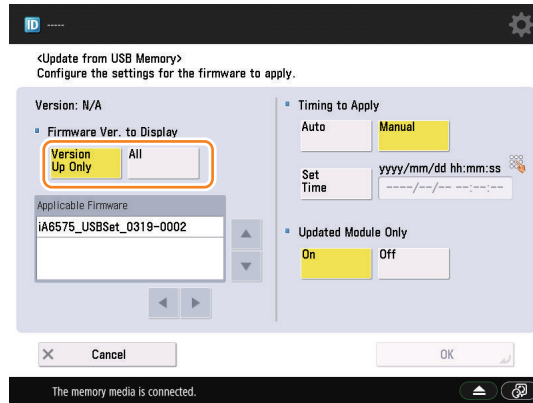 ID -----
<Update from USB Memory>
Configure the settings for the firmware to apply.
Version: N/A
Firmware Ver. to Display
Version Up Only
All
Applicable Firmware
iA6575_USBSet_0319-0002
Timing to Apply
Auto
Manual
Set Time
yyyy/mm/dd hh:mm:ss
----/--/-- --:--:--
Updated Module Only
On
Off
Cancel
OK
The memory media is connected.